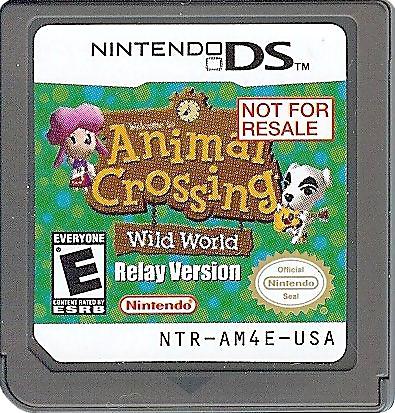 NINTENDO DS™
NOT FOR
RESALE
Animal
Crossing
Wild World
Relay Version
EVERYONE
E
CONTENT RATED BY
ESRB
Nintendo
Official
Nintendo
Seal
NTR-AM4E-USA